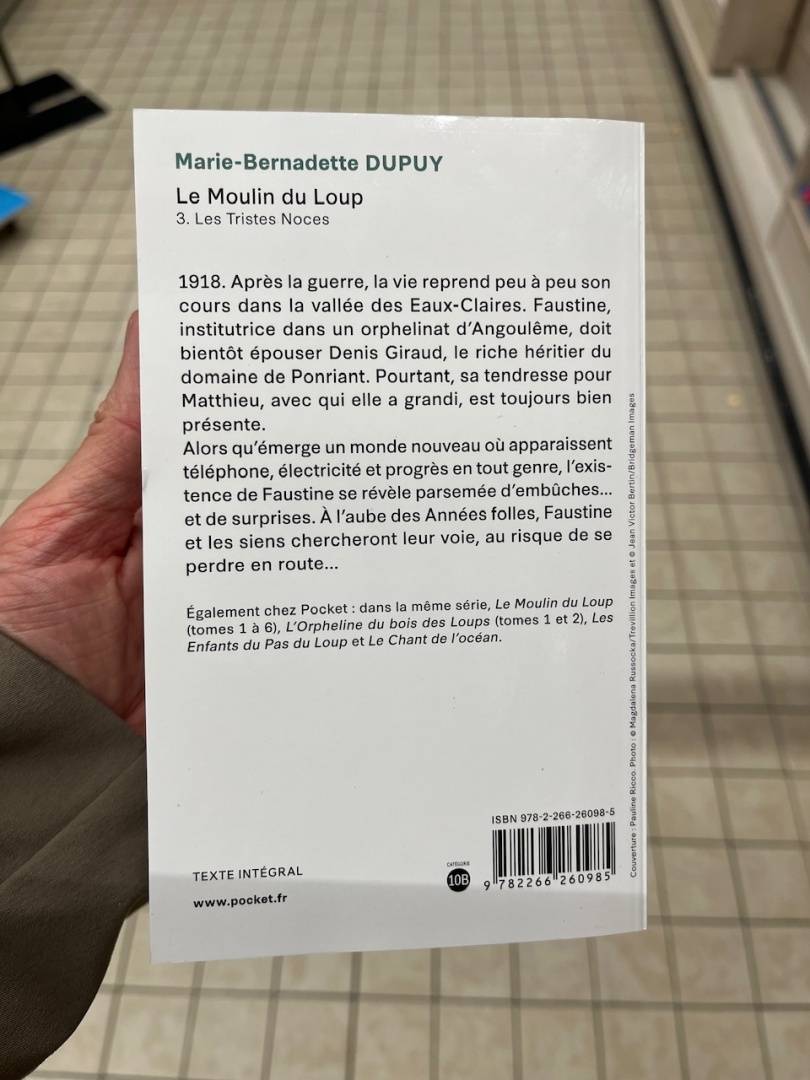 Marie-Bernadette DUPUY
Le Moulin du Loup
3. Les Tristes Noces
1918. Après la guerre, la vie reprend peu à peu son
cours dans la vallée des Eaux-Claires. Faustine,
institutrice dans un orphelinat d'Angoulême, doit
bientôt épouser Denis Giraud, le riche héritier du
domaine de Ponriant. Pourtant, sa tendresse pour
Matthieu, avec qui elle a grandi, est toujours bien
présente.
Alors qu'émerge un monde nouveau où apparaissent
téléphone, électricité et progrès en tout genre, l'exis-
tence de Faustine se révèle parsemée d'embûches...
et de surprises. À l'aube des Années folles, Faustine
et les siens chercheront leur voie, au risque de se
perdre en route...
Également chez Pocket : dans la même série, Le Moulin du Loup
(tomes 1 à 6), L'Orpheline du bois des Loups (tomes 1 et 2), Les
Enfants du Pas du Loup et Le Chant de l'océan.
Couverture : Pauline Ricco. Photo : © Magdalena Russocka/Trevillion Images et © Jean Victor Bertin/Bridgeman Images
ISBN 978-2-266-26098-5
TEXTE INTÉGRAL
www.pocket.fr
CATÉGORIE
10B
9 782266 260985